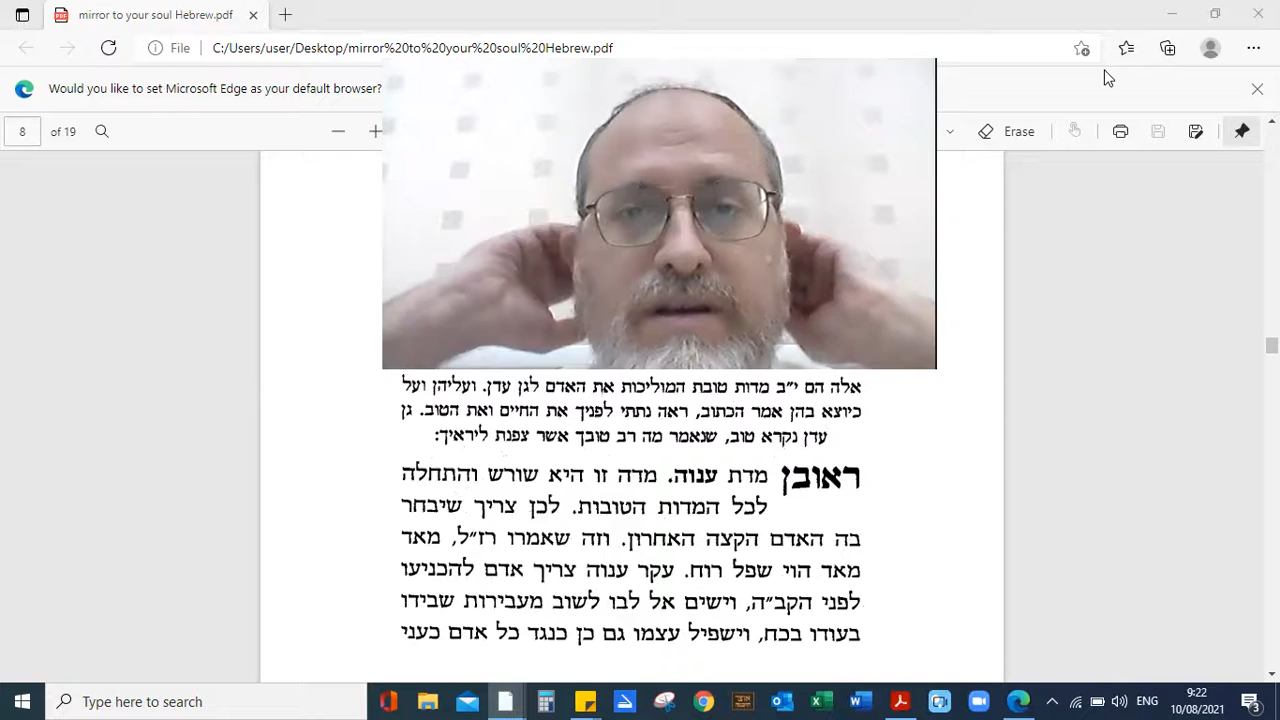 mirror to your soul Hebrew.pdf
File C:/Users/user/Desktop/mirror%20to%20your%20soul%20Hebrew.pdf
Would you like to set Microsoft Edge as your default browser?
8 of 19 Erase
אלה הם י״ב מדות טובת המוליכות את האדם לגן עדן. ועליהן ועל
כיוצא בהן אמר הכתוב, ראה נתתי לפניך את החיים ואת הטוב. גן
עדן נקרא טוב, שנאמר מה רב טובך אשר צפנת ליראיך:
ראובן מדת ענוה. מדה זו היא שורש והתחלה
לכל המדות הטובות. לכן צריך שיבחר
בה האדם הקצה האחרון. וזה שאמרו רז״ל, מאד
מאד הוי שפל רוח. עקר ענוה צריך אדם להכניעו
לפני הקב״ה, וישים אל לבו לשוב מעבירות שבידו
בעודו בכח, וישפיל עצמו גם כן כנגד כל אדם כעני
Type here to search
ENG
9:22
10/08/2021
3